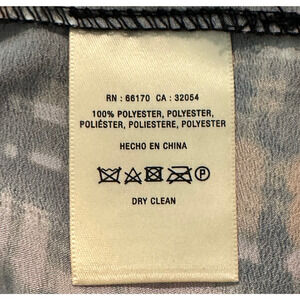 RN : 66170 CA : 32054
100% POLYESTER, POLYESTER,
POLIÉSTER, POLIESTERE, POLYESTER
HECHO EN CHINA
P
DRY CLEAN